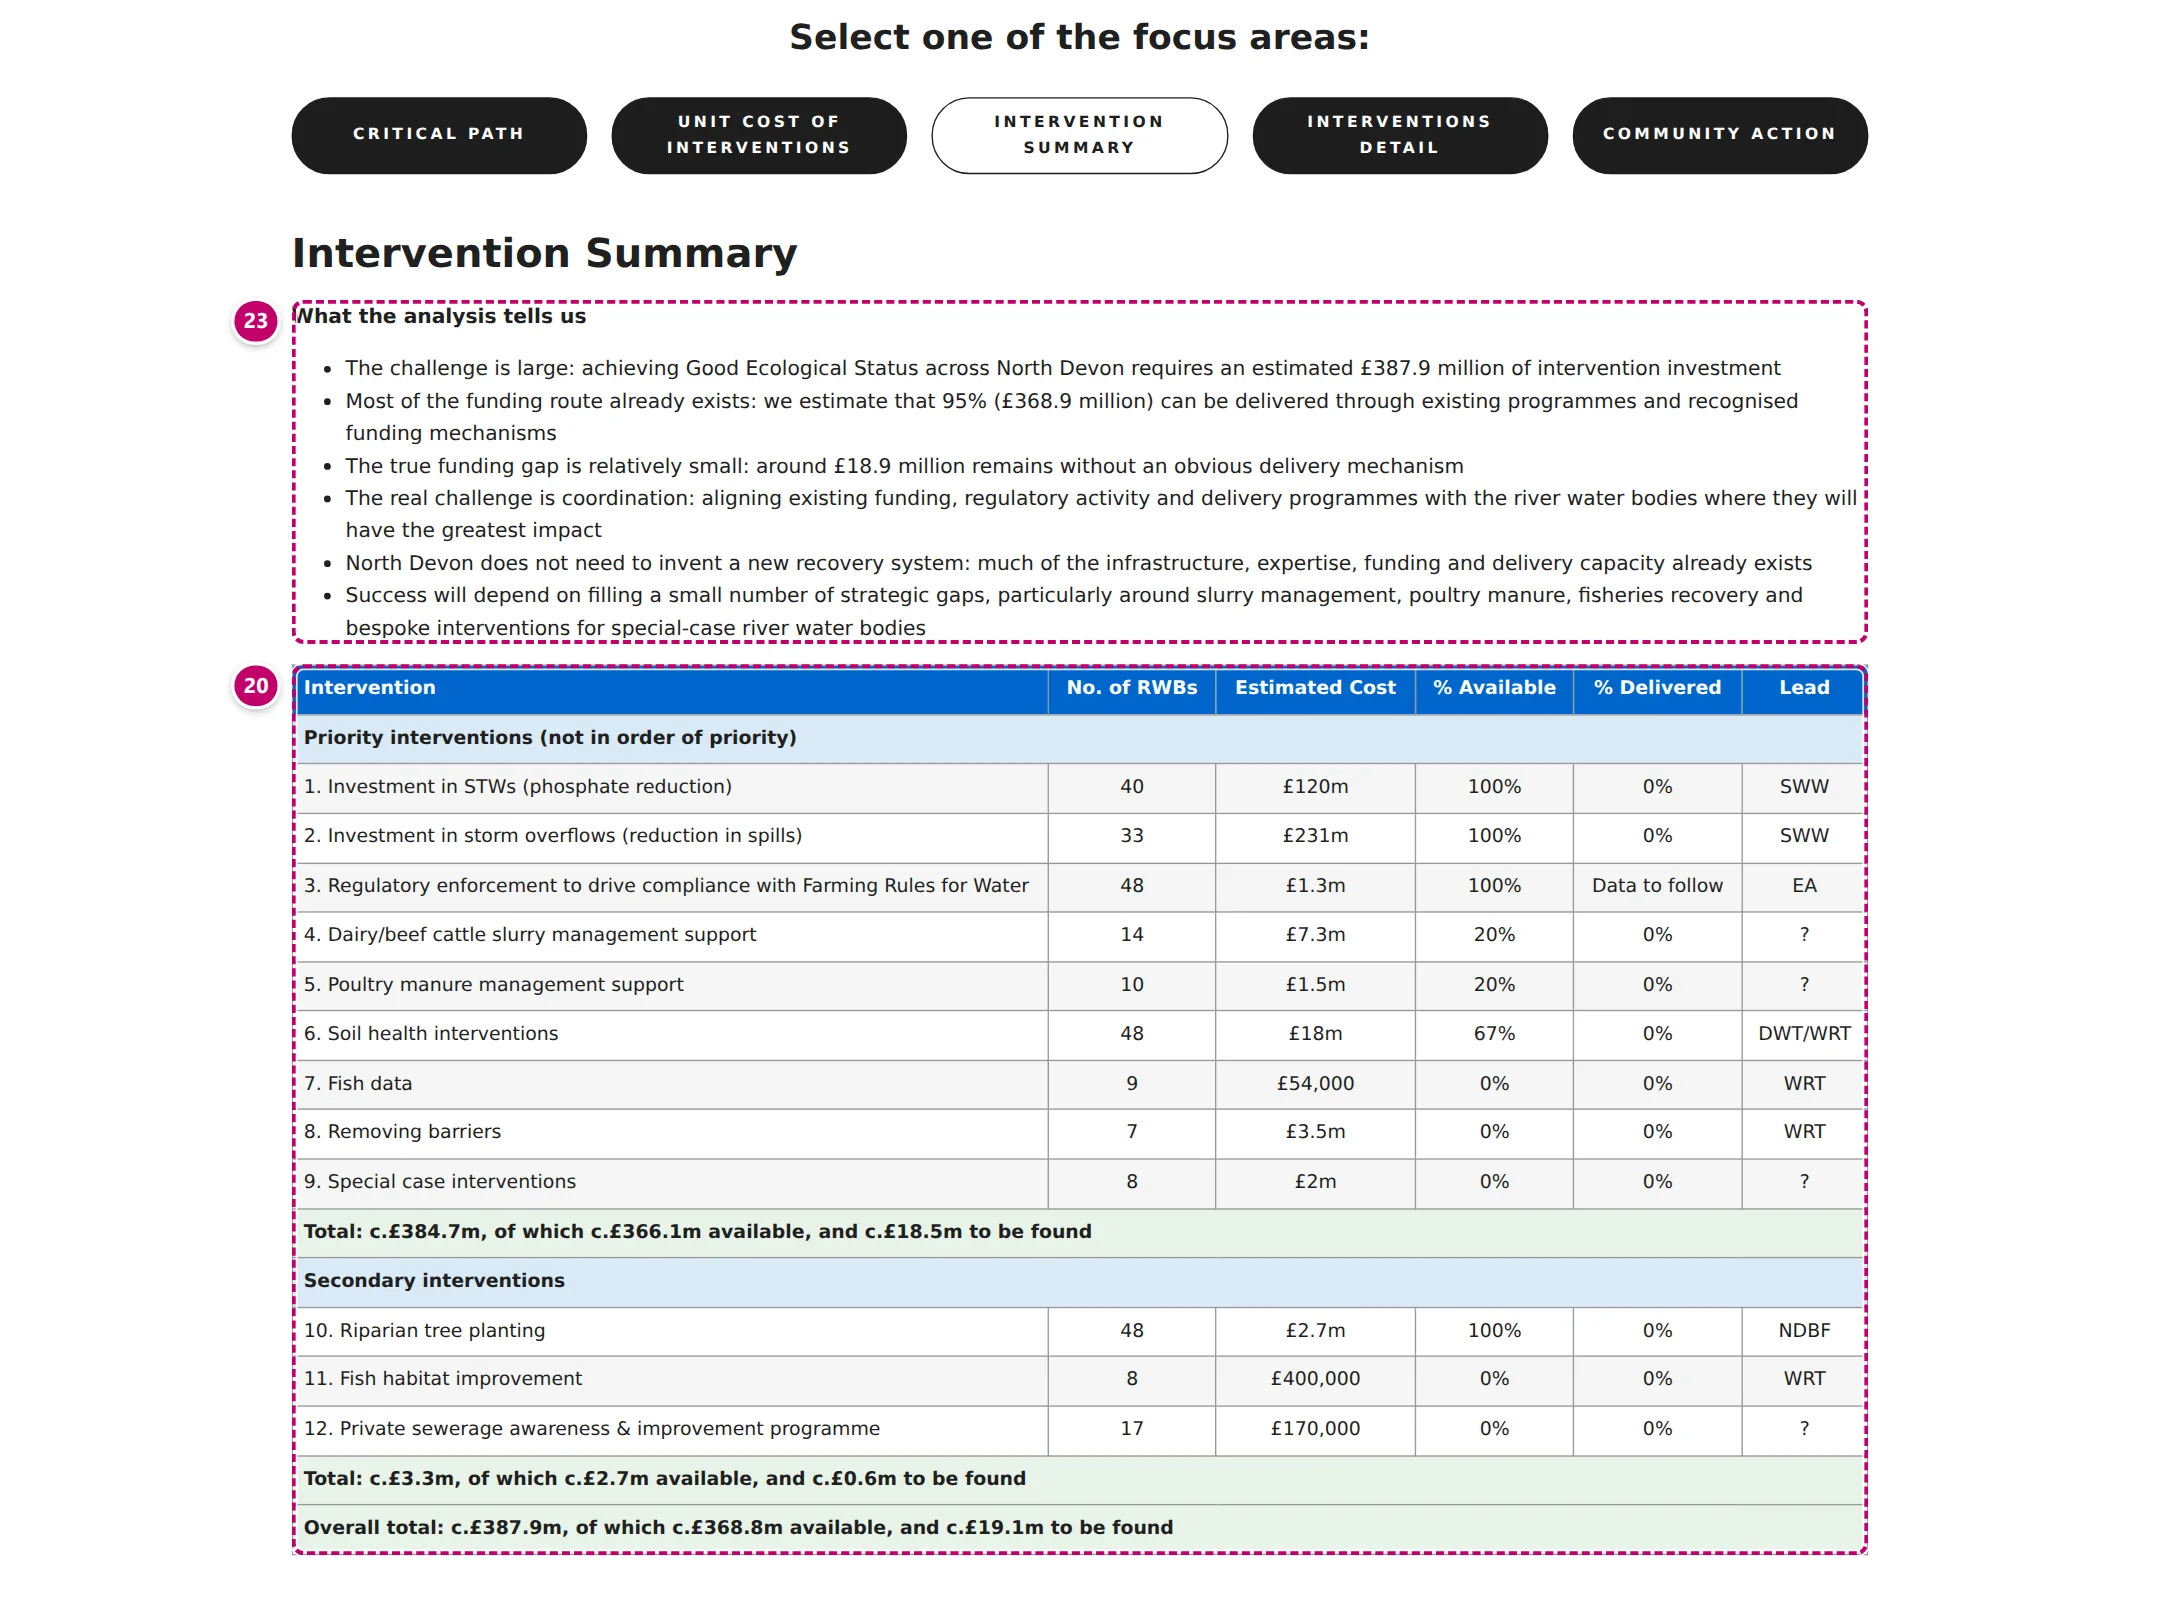 Select one of the focus areas:
CRITICAL PATH
UNIT COST OF
INTERVENTIONS
INTERVENTION
SUMMARY
INTERVENTIONS
DETAIL
COMMUNITY ACTION
Intervention Summary
23
What the analysis tells us
• The challenge is large: achieving Good Ecological Status across North Devon requires an estimated £387.9 million of intervention investment
• Most of the funding route already exists: we estimate that 95% (£368.9 million) can be delivered through existing programmes and recognised
funding mechanisms
• The true funding gap is relatively small: around £18.9 million remains without an obvious delivery mechanism
• The real challenge is coordination: aligning existing funding, regulatory activity and delivery programmes with the river water bodies where they will
have the greatest impact
• North Devon does not need to invent a new recovery system: much of the infrastructure, expertise, funding and delivery capacity already exists
• Success will depend on filling a small number of strategic gaps, particularly around slurry management, poultry manure, fisheries recovery and
bespoke interventions for special-case river water bodies
20
Intervention No. of RWBs Estimated Cost % Available % Delivered Lead
Priority interventions (not in order of priority)
1. Investment in STWs (phosphate reduction) 40 £120m 100% 0% SWW
2. Investment in storm overflows (reduction in spills) 33 £231m 100% 0% SWW
3. Regulatory enforcement to drive compliance with Farming Rules for Water 48 £1.3m 100% Data to follow EA
4. Dairy/beef cattle slurry management support 14 £7.3m 20% 0% ?
5. Poultry manure management support 10 £1.5m 20% 0% ?
6. Soil health interventions 48 £18m 67% 0% DWT/WRT
7. Fish data 9 £54,000 0% 0% WRT
8. Removing barriers 7 £3.5m 0% 0% WRT
9. Special case interventions 8 £2m 0% 0% ?
Total: c.£384.7m, of which c.£366.1m available, and c.£18.5m to be found
Secondary interventions
10. Riparian tree planting 48 £2.7m 100% 0% NDBF
11. Fish habitat improvement 8 £400,000 0% 0% WRT
12. Private sewerage awareness & improvement programme 17 £170,000 0% 0% ?
Total: c.£3.3m, of which c.£2.7m available, and c.£0.6m to be found
Overall total: c.£387.9m, of which c.£368.8m available, and c.£19.1m to be found